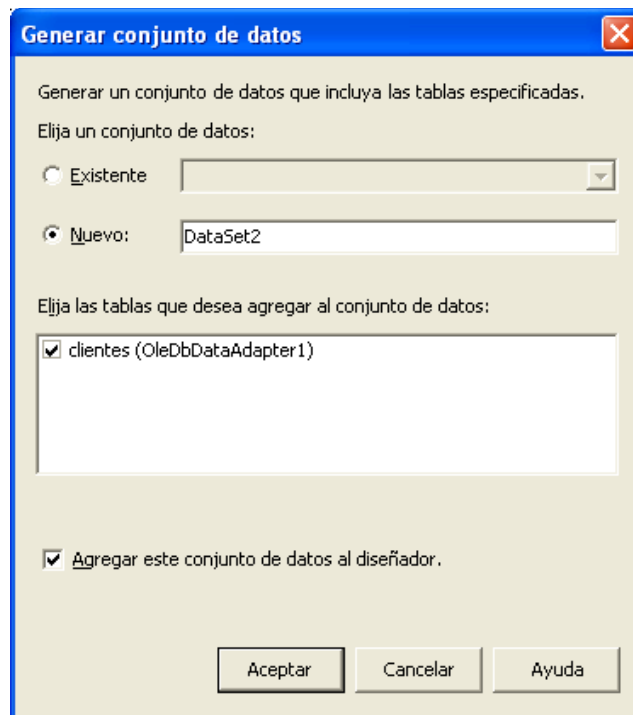 Generar conjunto de datos
Generar un conjunto de datos que incluya las tablas especificadas.
Elija un conjunto de datos:
Existente
Nuevo: DataSet2
Elija las tablas que desea agregar al conjunto de datos:
clientes (OleDbDataAdapter1)
Agregar este conjunto de datos al diseñador.
Aceptar Cancelar Ayuda